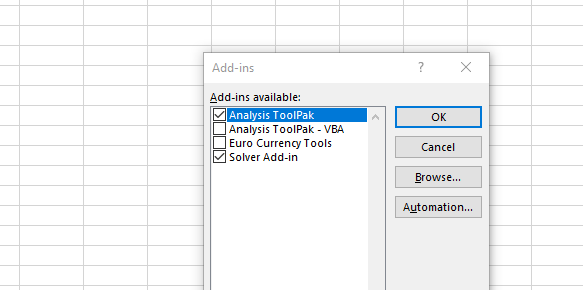 Add-ins
?
Add-ins available:
Analysis ToolPak
Analysis ToolPak - VBA
Euro Currency Tools
Solver Add-in
OK
Cancel
Browse...
Automation...